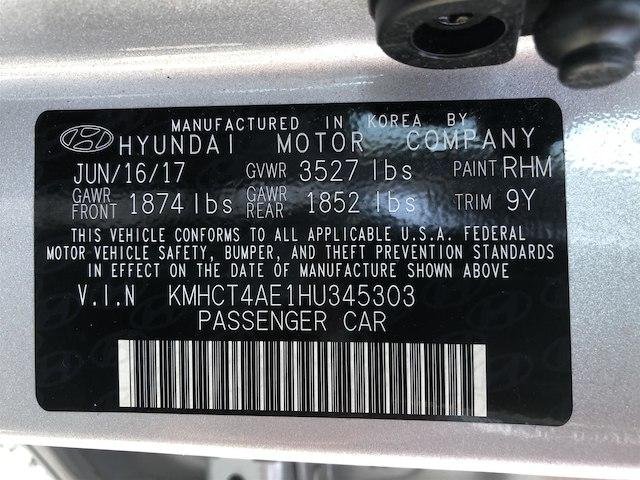 MANUFACTURED IN KOREA BY
HYUNDAI MOTOR COMPANY
JUN/16/17 GVWR 3527 lbs PAINT RHM
GAWR FRONT 1874 lbs GAWR REAR 1852 lbs TRIM 9Y
THIS VEHICLE CONFORMS TO ALL APPLICABLE U.S.A. FEDERAL
MOTOR VEHICLE SAFETY, BUMPER, AND THEFT PREVENTION STANDARDS
IN EFFECT ON THE DATE OF MANUFACTURE SHOWN ABOVE
V.I.N KMHCT4AE1HU345303
PASSENGER CAR